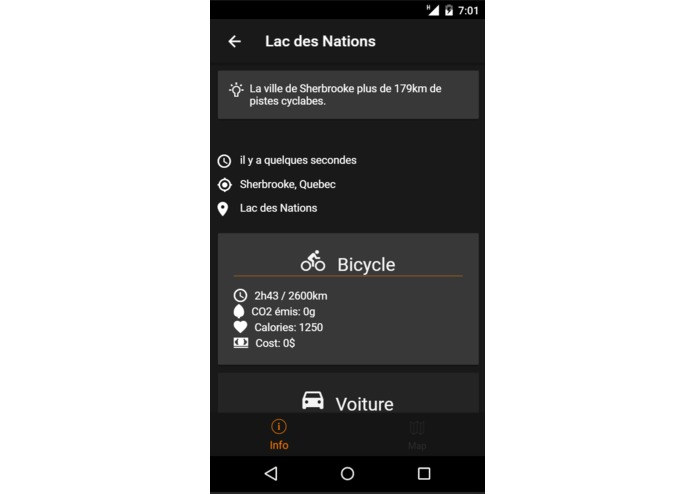 H 7:01
Lac des Nations
La ville de Sherbrooke plus de 179km de
pistes cyclabes.
il y a quelques secondes
Sherbrooke, Quebec
Lac des Nations
Bicycle
2h43 / 2600km
CO2 émis: 0g
Calories: 1250
Cost: 0$
Voiture
Info
Map